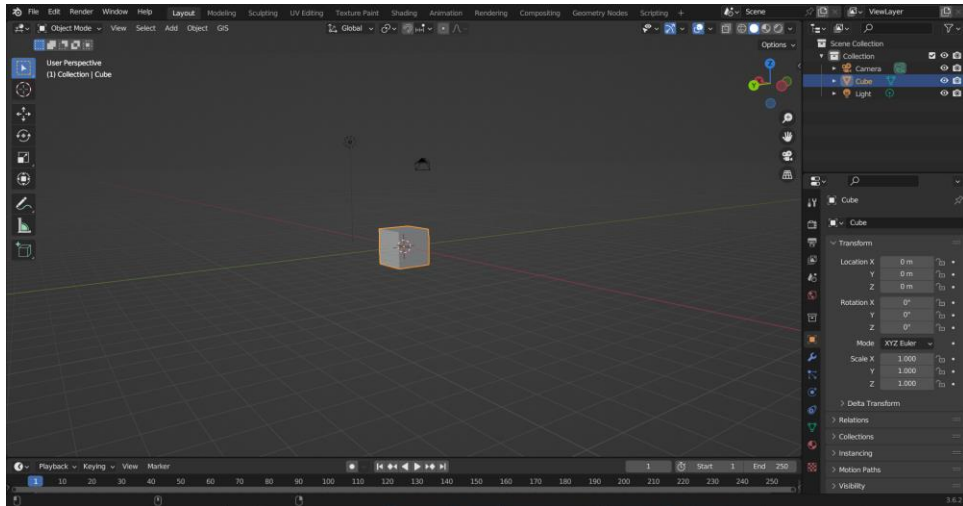 File Edit Render Window Help Layout Modeling Sculpting UV Editing Texture Paint Shading Animation Rendering Compositing Geometry Nodes Scripting + Scene ViewLayer
Object Mode View Select Add Object GIS Global
Options
User Perspective
(1) Collection | Cube
Z
Y
Scene Collection
Collection
Camera
Cube
Light
Cube
Cube
Transform
Location X 0 m
Y 0 m
Z 0 m
Rotation X 0°
Y 0°
Z 0°
Mode XYZ Euler
Scale X 1.000
Y 1.000
Z 1.000
Delta Transform
Relations
Collections
Instancing
Motion Paths
Visibility
Playback Keying View Marker 1 Start 1 End 250
1 10 20 30 40 50 60 70 80 90 100 110 120 130 140 150 160 170 180 190 200 210 220 230 240 250
3.6.2